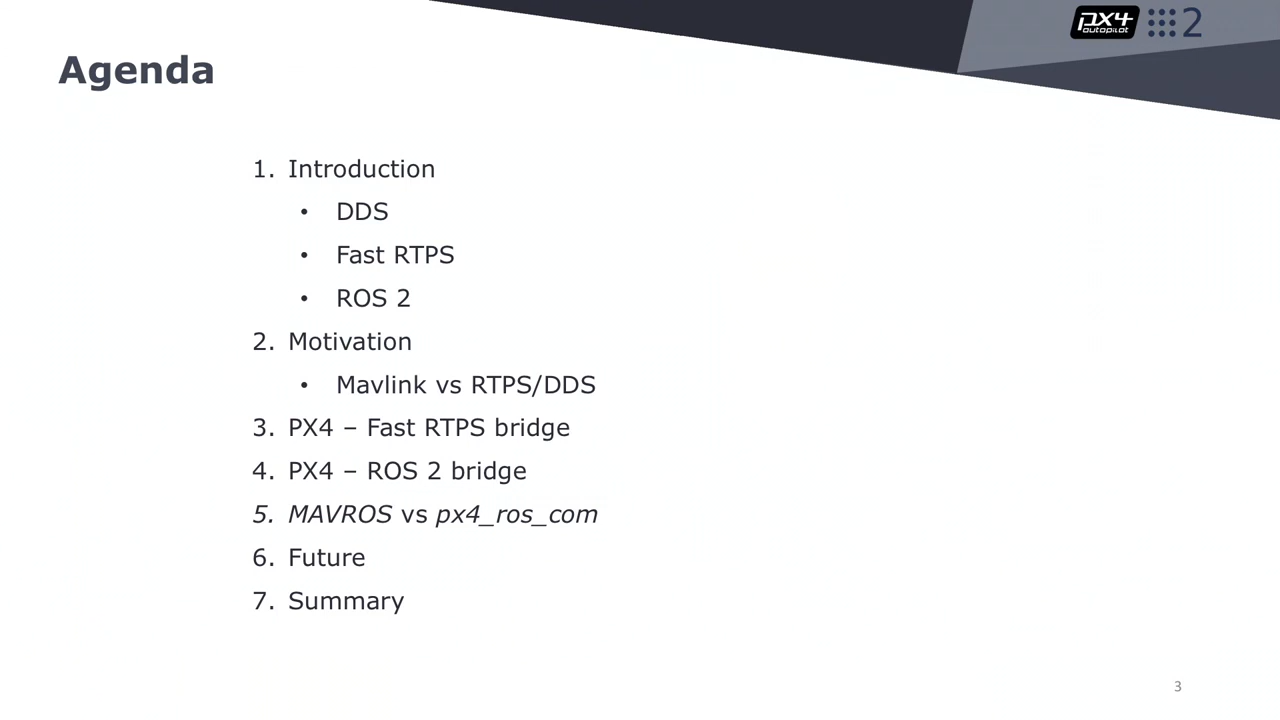 px4
autopilot
2
Agenda
1. Introduction
• DDS
• Fast RTPS
• ROS 2
2. Motivation
• Mavlink vs RTPS/DDS
3. PX4 – Fast RTPS bridge
4. PX4 – ROS 2 bridge
5. MAVROS vs px4_ros_com
6. Future
7. Summary
3